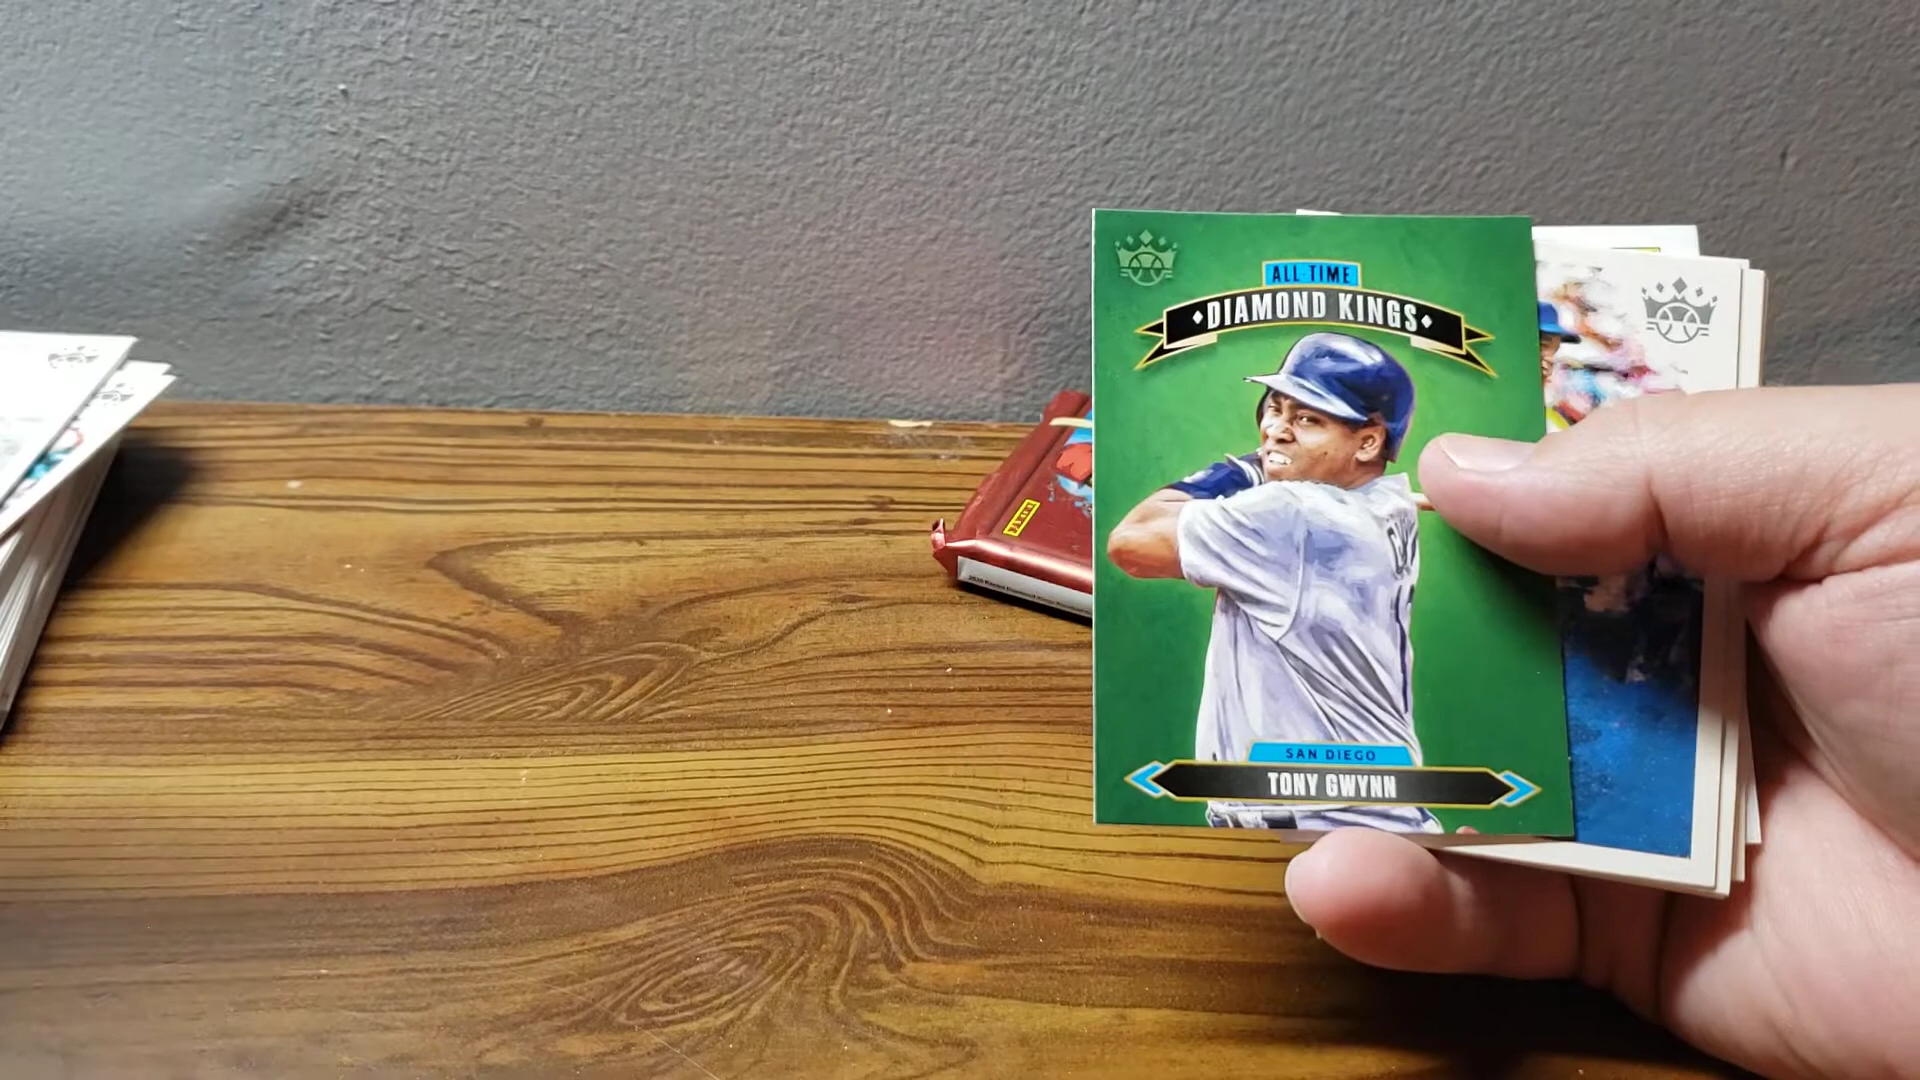 ALL-TIME
DIAMOND KINGS
SAN DIEGO
TONY GWYNN
PANINI